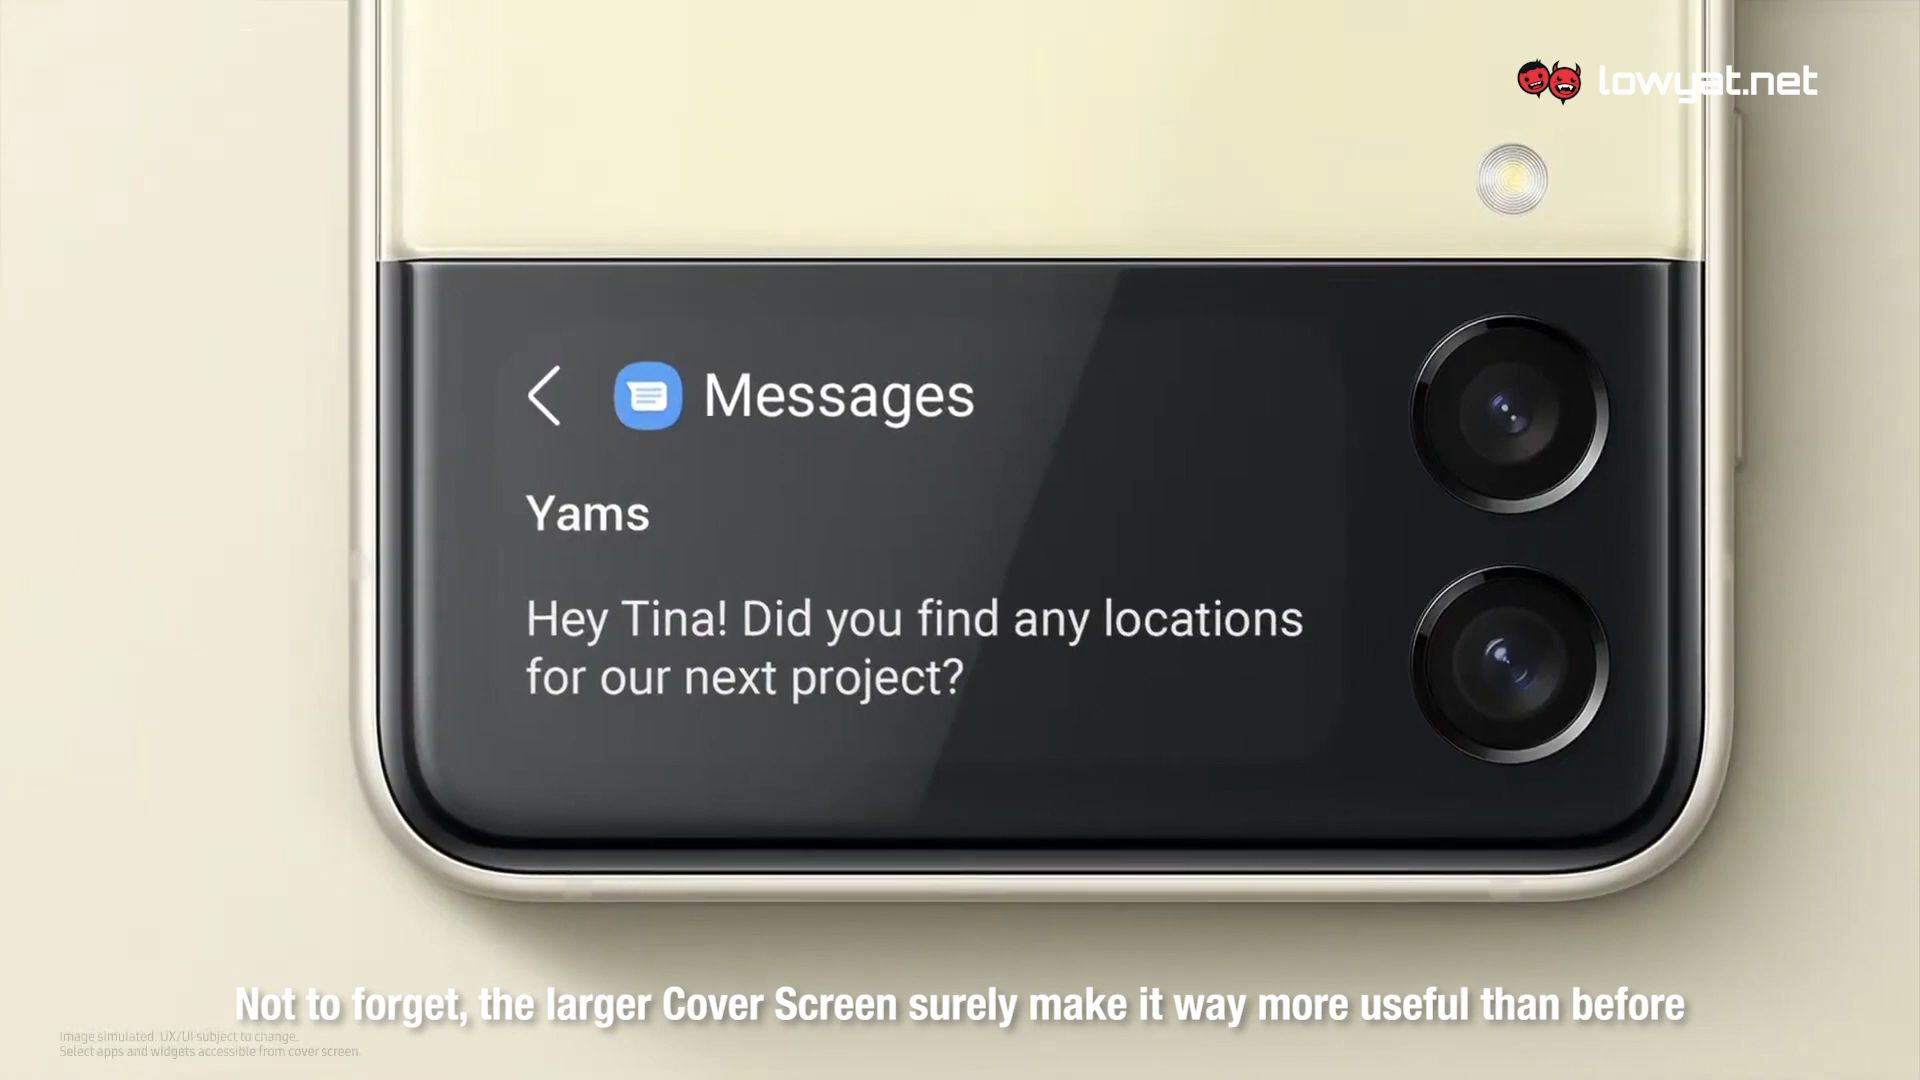 lowyat.net
Messages
Yams
Hey Tina! Did you find any locations
for our next project?
Not to forget, the larger Cover Screen surely make it way more useful than before
Image simulated. UX/UI subject to change.
Select apps and widgets accessible from cover screen.